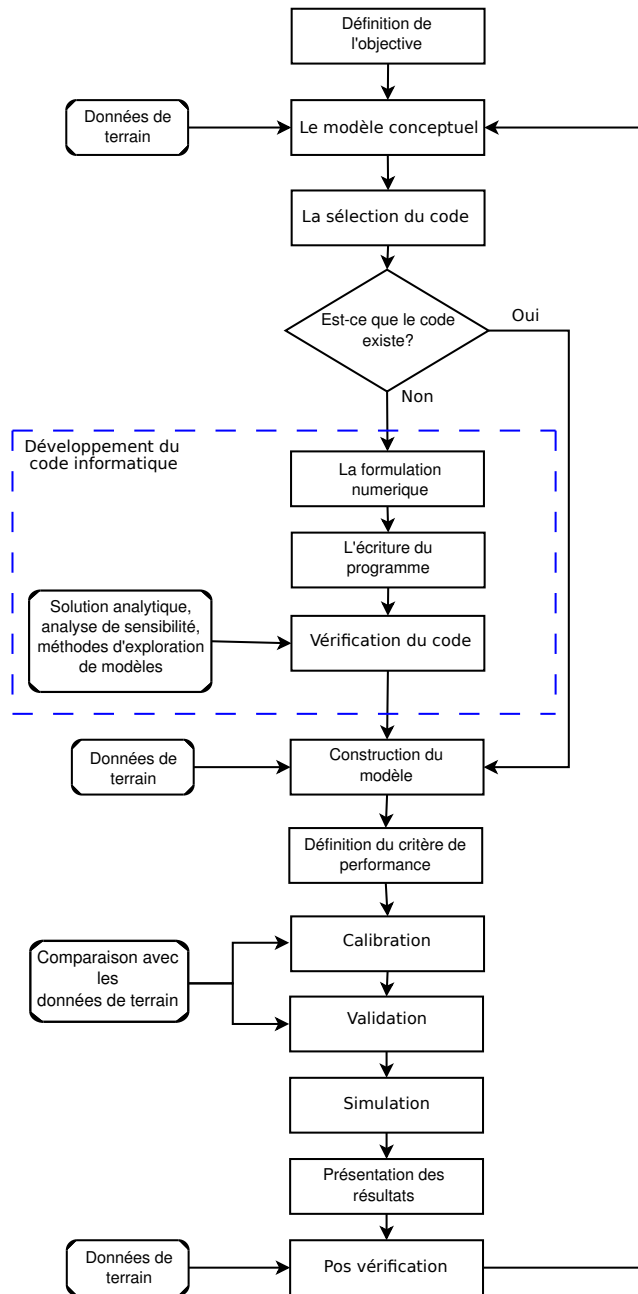 Définition de
l'objective
Données de
terrain
Le modèle conceptuel
La sélection du code
Est-ce que le code
existe?
Oui
Non
Développement du
code informatique
La formulation
numerique
L'écriture du
programme
Solution analytique,
analyse de sensibilité,
méthodes d'exploration
de modèles
Vérification du code
Données de
terrain
Construction du
modèle
Définition du critère de
performance
Calibration
Comparaison avec
les
données de terrain
Validation
Simulation
Présentation des
résultats
Données de
terrain
Pos vérification